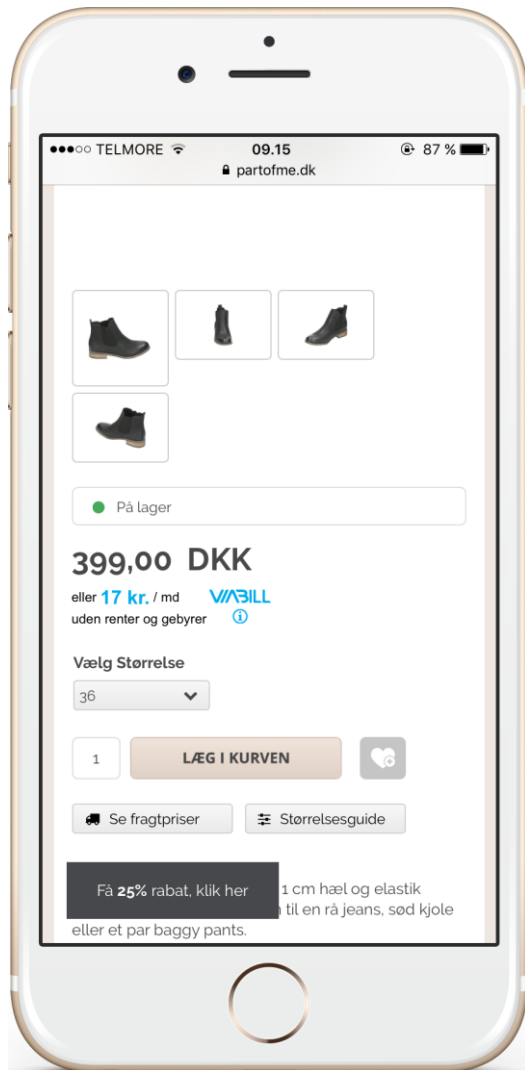 TELMORE 09.15 87 %
partofme.dk
På lager
399,00 DKK
eller 17 kr. / md VIABILL
uden renter og gebyrer
Vælg Størrelse
36
1 LÆG I KURVEN
Se fragtpriser Størrelsesguide
Få 25% rabat, klik her 1 cm hæl og elastik
til en rå jeans, sød kjole
eller et par baggy pants.